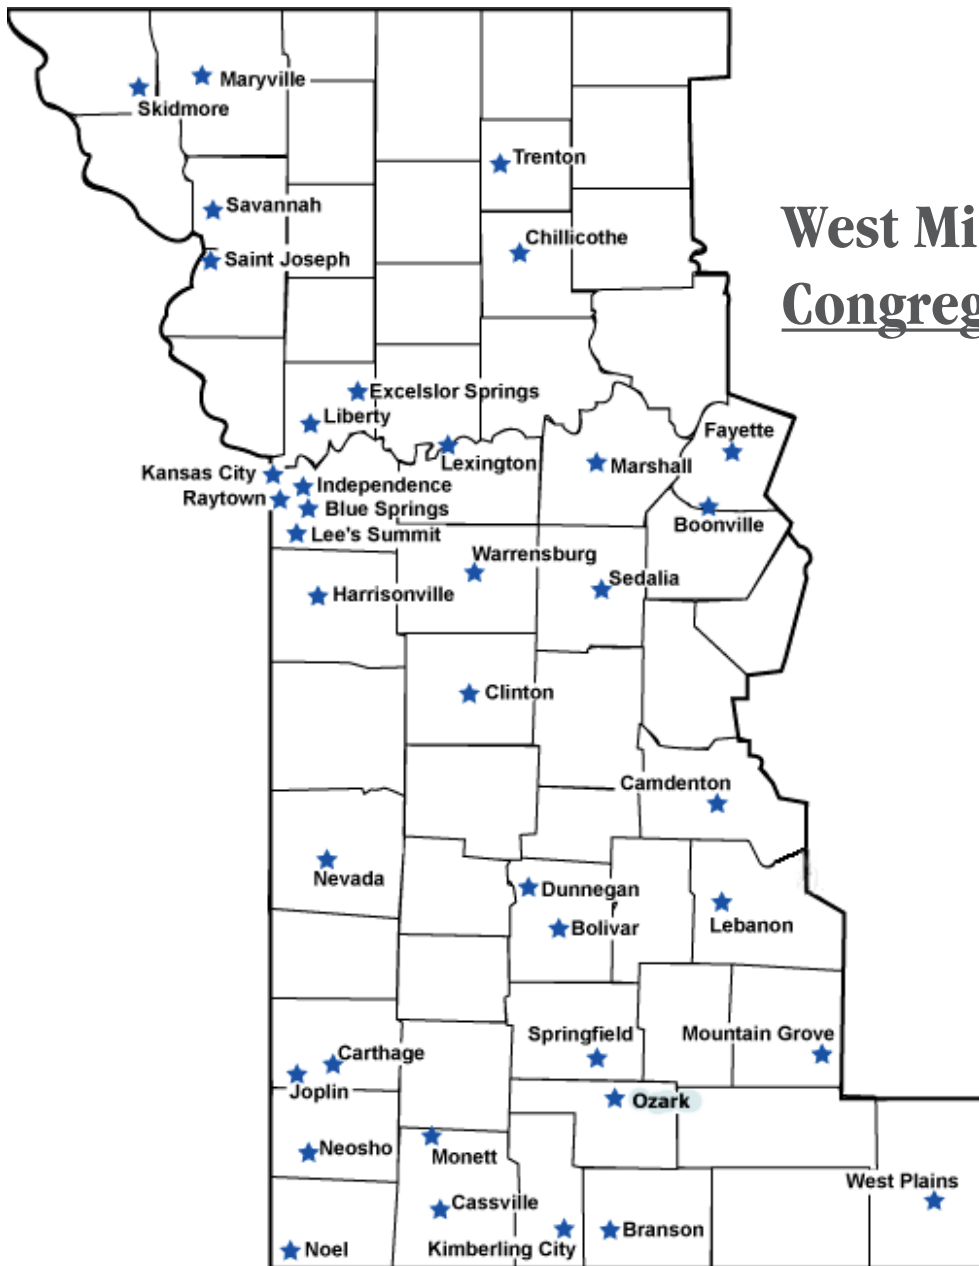 Maryville
Skidmore
Trenton
Savannah
West Mi
Chillicothe
Saint Joseph
Congreg
Excelslor Springs
Liberty
Fayette
Lexington
Marshall
Kansas City
Independence
Raytown
Blue Springs
Boonville
Lee's Summit
Warrensburg
Sedalia
Harrisonville
Clinton
Camdenton
Nevada
Dunnegan
Lebanon
Bolivar
Springfield
Mountain Grove
Carthage
Joplin
Ozark
Neosho
Monett
West Plains
Cassville
Branson
Kimberling City
Noel